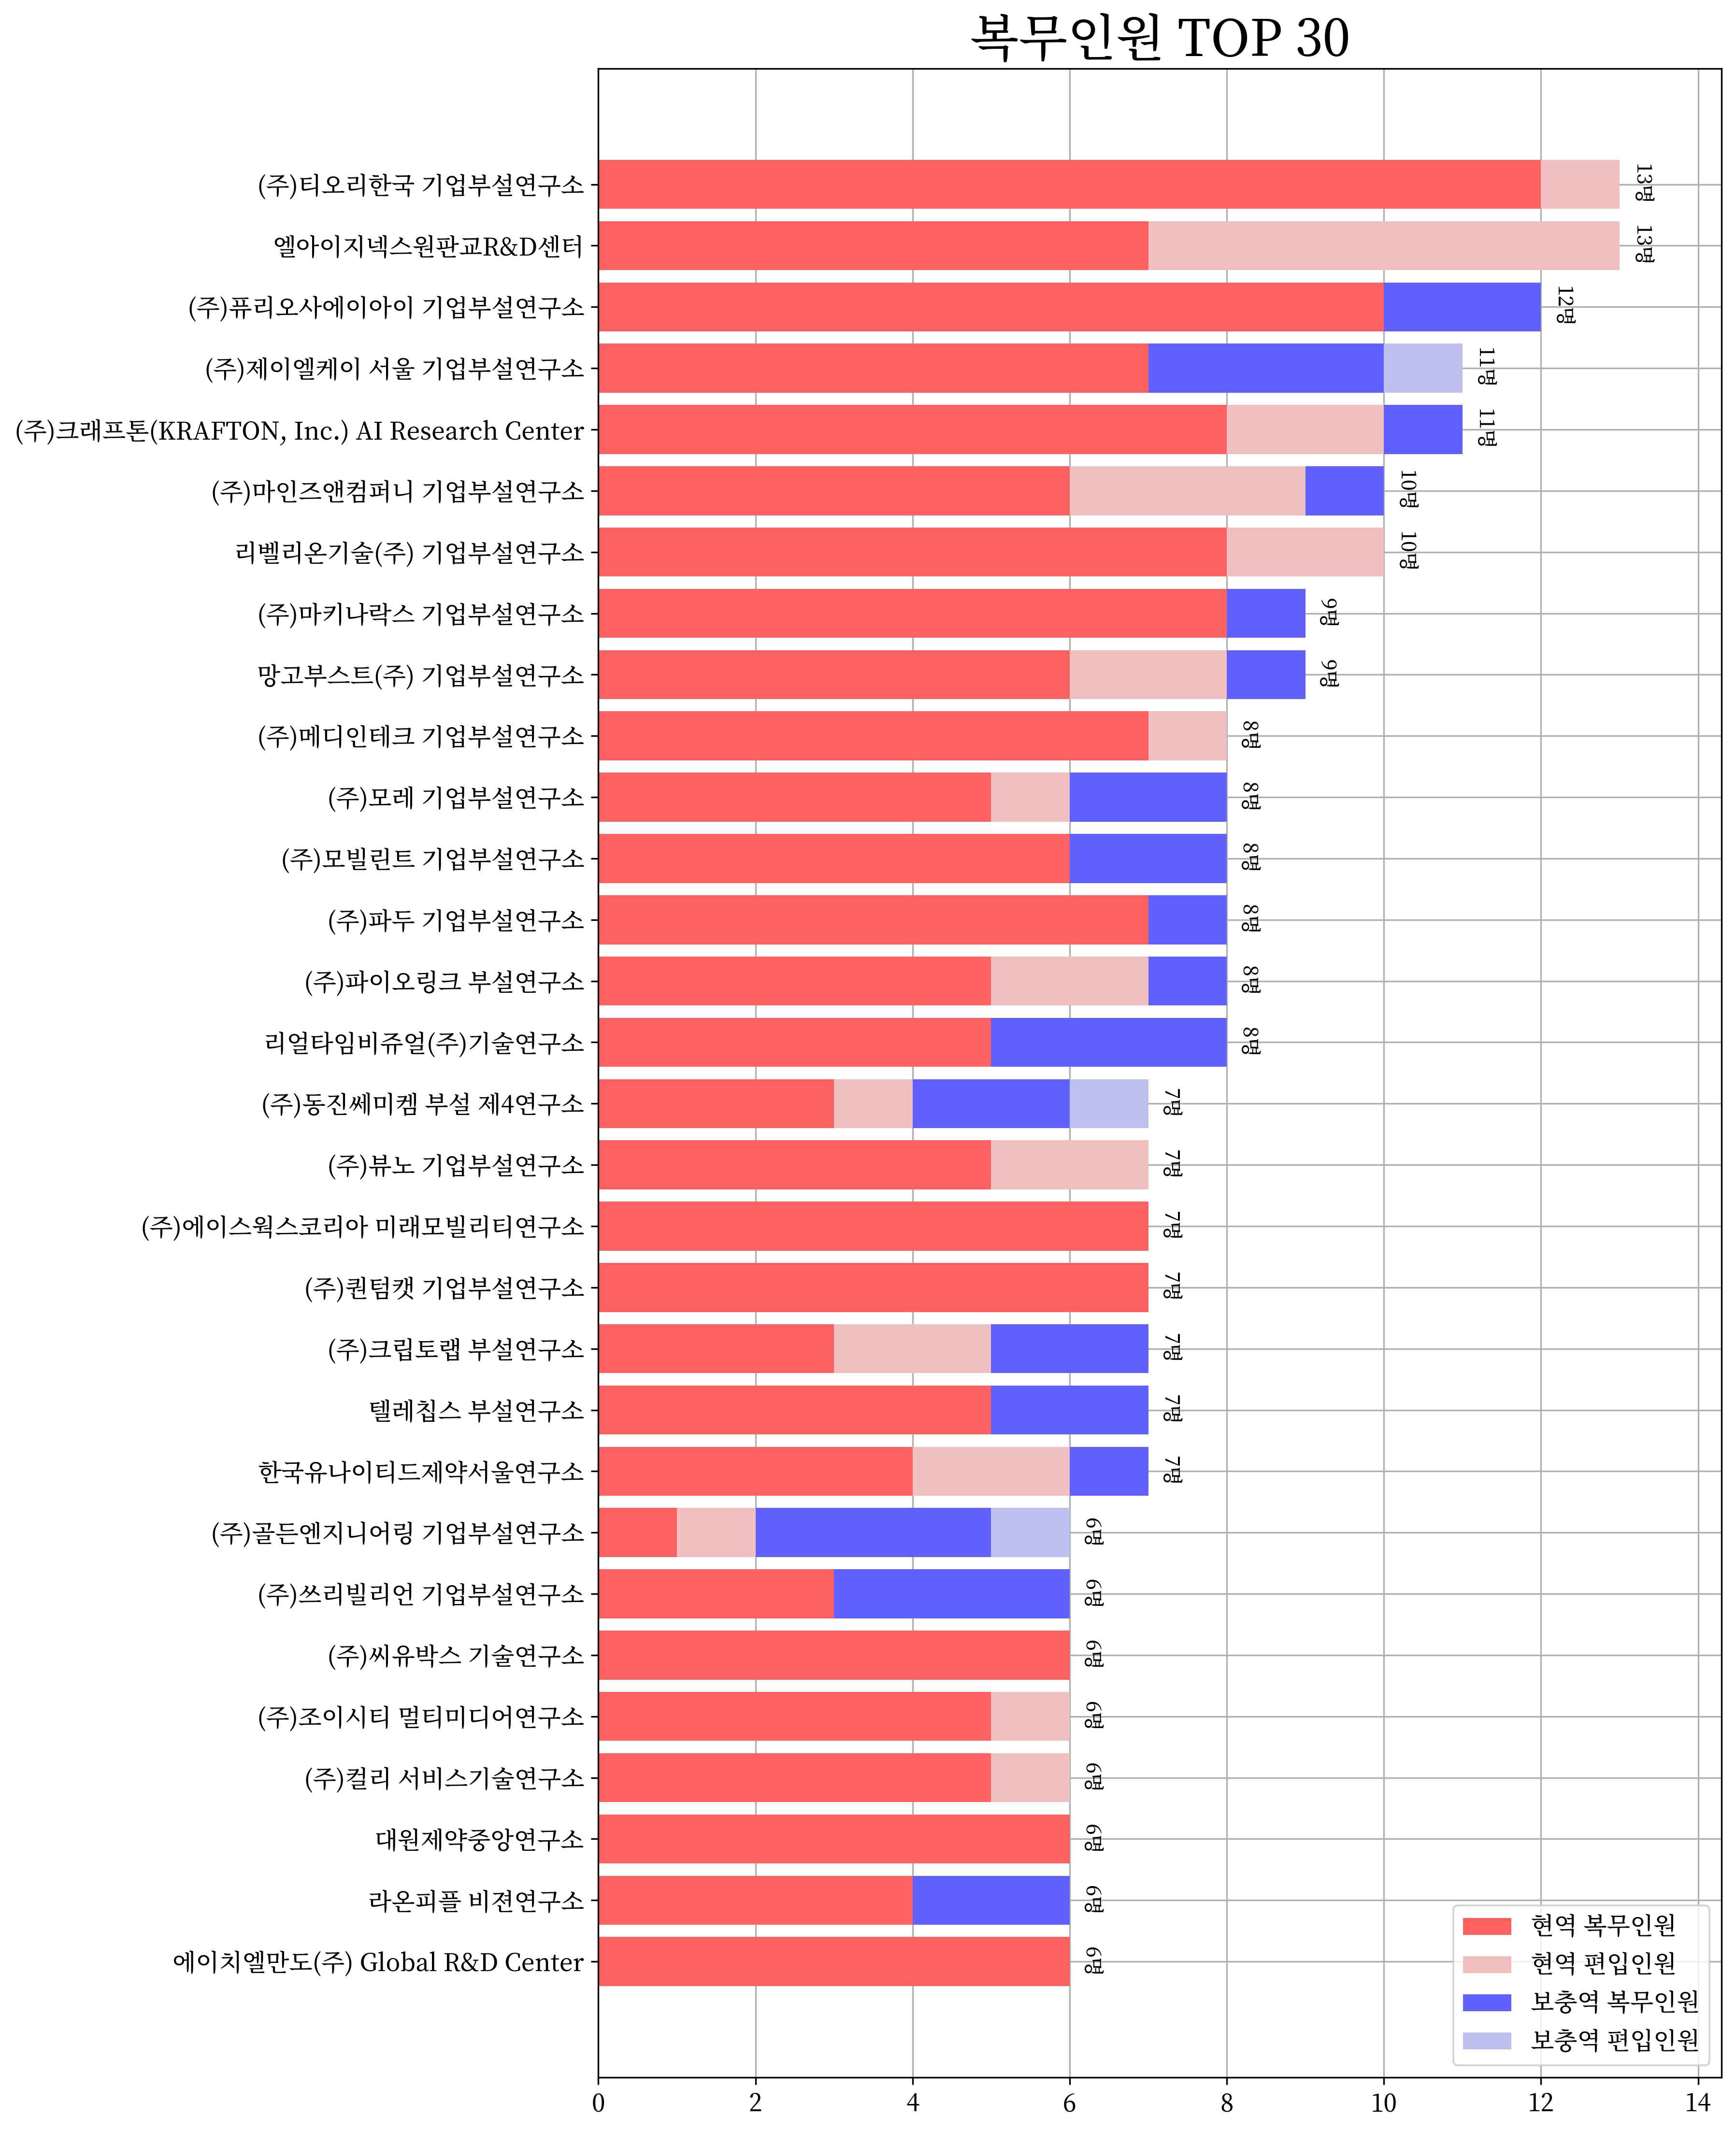 복무인원 TOP 30
(주)티오리한국 기업부설연구소
13명
엘아이지넥스원판교R&D센터
13명
(주)퓨리오사에이아이 기업부설연구소
12명
(주)제이엘케이 서울 기업부설연구소
11명
(주)크래프톤(KRAFTON, Inc.) AI Research Center
11명
(주)마인즈앤컴퍼니 기업부설연구소
10명
리벨리온기술(주) 기업부설연구소
10명
(주)마키나락스 기업부설연구소
9명
망고부스트(주) 기업부설연구소
9명
(주)메디인테크 기업부설연구소
8명
(주)모레 기업부설연구소
8명
(주)모빌린트 기업부설연구소
8명
(주)파두 기업부설연구소
8명
(주)파이오링크 부설연구소
8명
리얼타임비쥬얼(주)기술연구소
8명
(주)동진쎄미켐 부설 제4연구소
7명
(주)뷰노 기업부설연구소
7명
(주)에이스웍스코리아 미래모빌리티연구소
7명
(주)퀀텀캣 기업부설연구소
7명
(주)크립토랩 부설연구소
7명
텔레칩스 부설연구소
7명
한국유나이티드제약서울연구소
7명
(주)골든엔지니어링 기업부설연구소
6명
(주)쓰리빌리언 기업부설연구소
6명
(주)씨유박스 기술연구소
6명
(주)조이시티 멀티미디어연구소
6명
(주)컬리 서비스기술연구소
6명
대원제약중앙연구소
6명
라온피플 비젼연구소
6명
에이치엘만도(주) Global R&D Center
6명
현역 복무인원
현역 편입인원
보충역 복무인원
보충역 편입인원
0 2 4 6 8 10 12 14